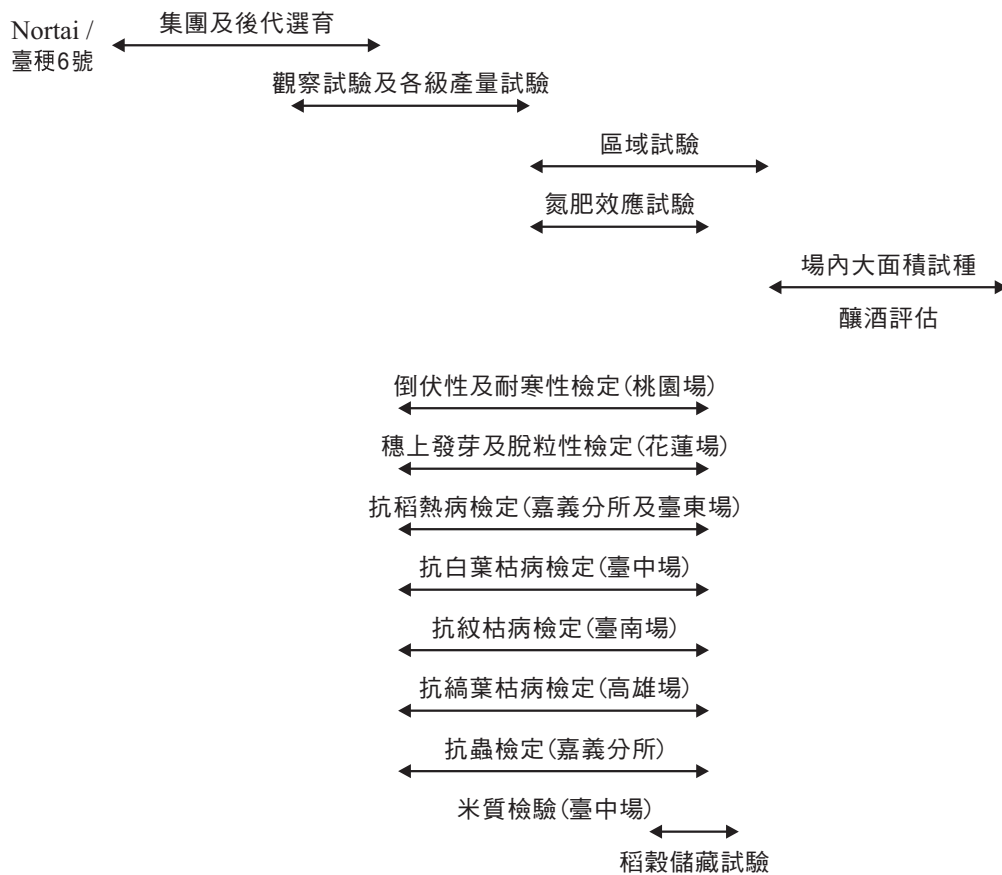 Nortai /
臺稉6號
集團及後代選育
觀察試驗及各級產量試驗
區域試驗
氮肥效應試驗
場內大面積試種
釀酒評估
倒伏性及耐寒性檢定(桃園場)
穗上發芽及脫粒性檢定(花蓮場)
抗稻熱病檢定(嘉義分所及臺東場)
抗白葉枯病檢定(臺中場)
抗紋枯病檢定(臺南場)
抗縞葉枯病檢定(高雄場)
抗蟲檢定(嘉義分所)
米質檢驗(臺中場)
稻穀儲藏試驗